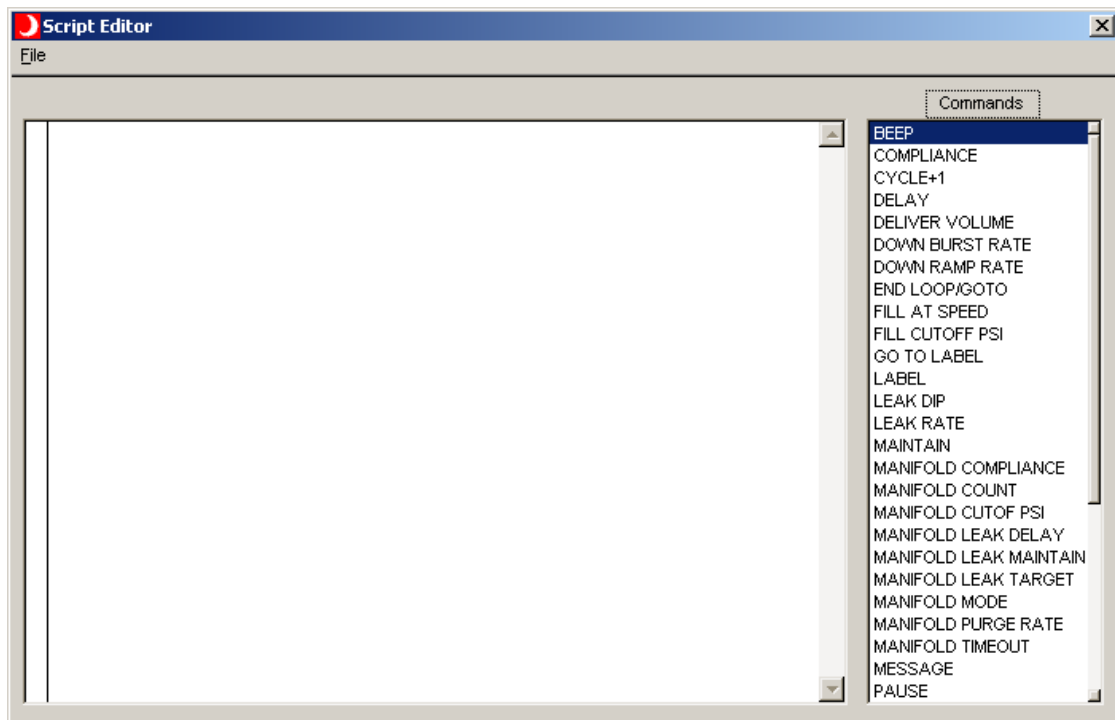 Script Editor
File
Commands
BEEP
COMPLIANCE
CYCLE+1
DELAY
DELIVER VOLUME
DOWN BURST RATE
DOWN RAMP RATE
END LOOP/GOTO
FILL AT SPEED
FILL CUTOFF PSI
GO TO LABEL
LABEL
LEAK DIP
LEAK RATE
MAINTAIN
MANIFOLD COMPLIANCE
MANIFOLD COUNT
MANIFOLD CUTOF PSI
MANIFOLD LEAK DELAY
MANIFOLD LEAK MAINTAIN
MANIFOLD LEAK TARGET
MANIFOLD MODE
MANIFOLD PURGE RATE
MANIFOLD TIMEOUT
MESSAGE
PAUSE